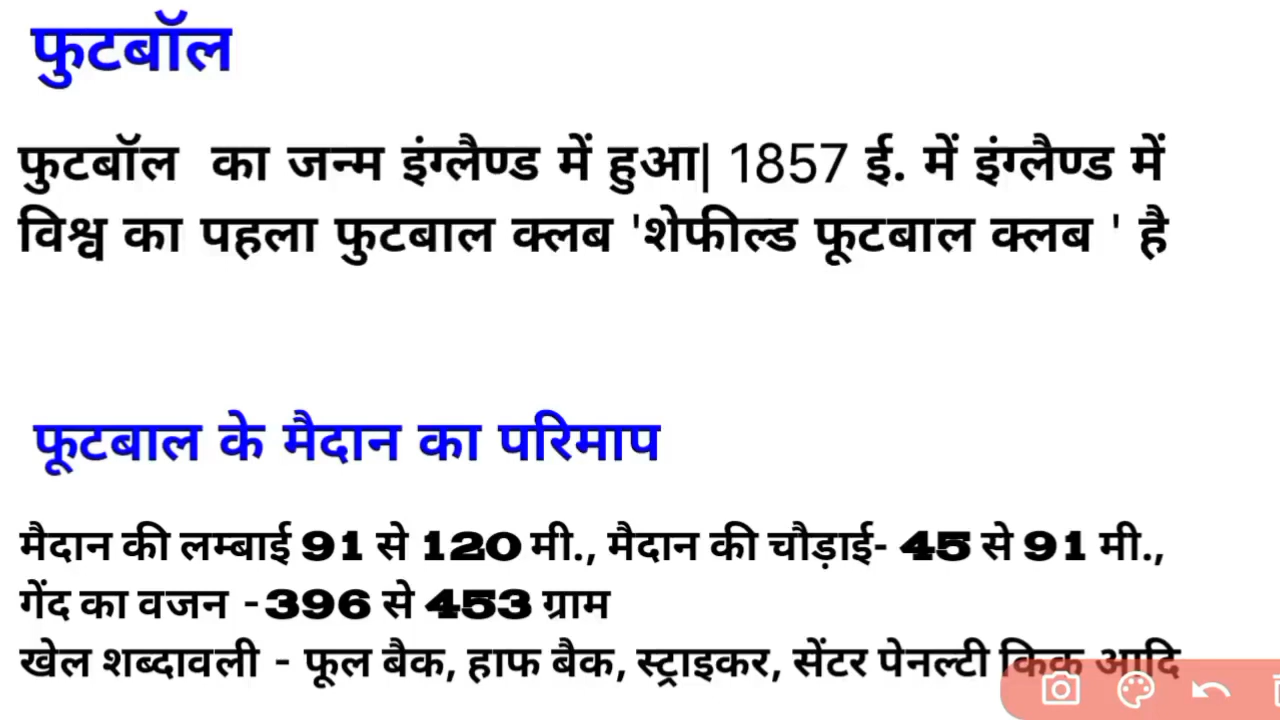 फुटबॉल
फुटबॉल का जन्म इंग्लैण्ड में हुआ| 1857 ई. में इंग्लैण्ड में
विश्व का पहला फुटबाल क्लब 'शेफील्ड फूटबाल क्लब ' है
फूटबाल के मैदान का परिमाप
मैदान की लम्बाई 91 से 120 मी., मैदान की चौड़ाई- 45 से 91 मी.,
गेंद का वजन - 396 से 453 ग्राम
खेल शब्दावली - फूल बैक, हाफ बैक, स्ट्राइकर, सेंटर पेनल्टी किक आदि